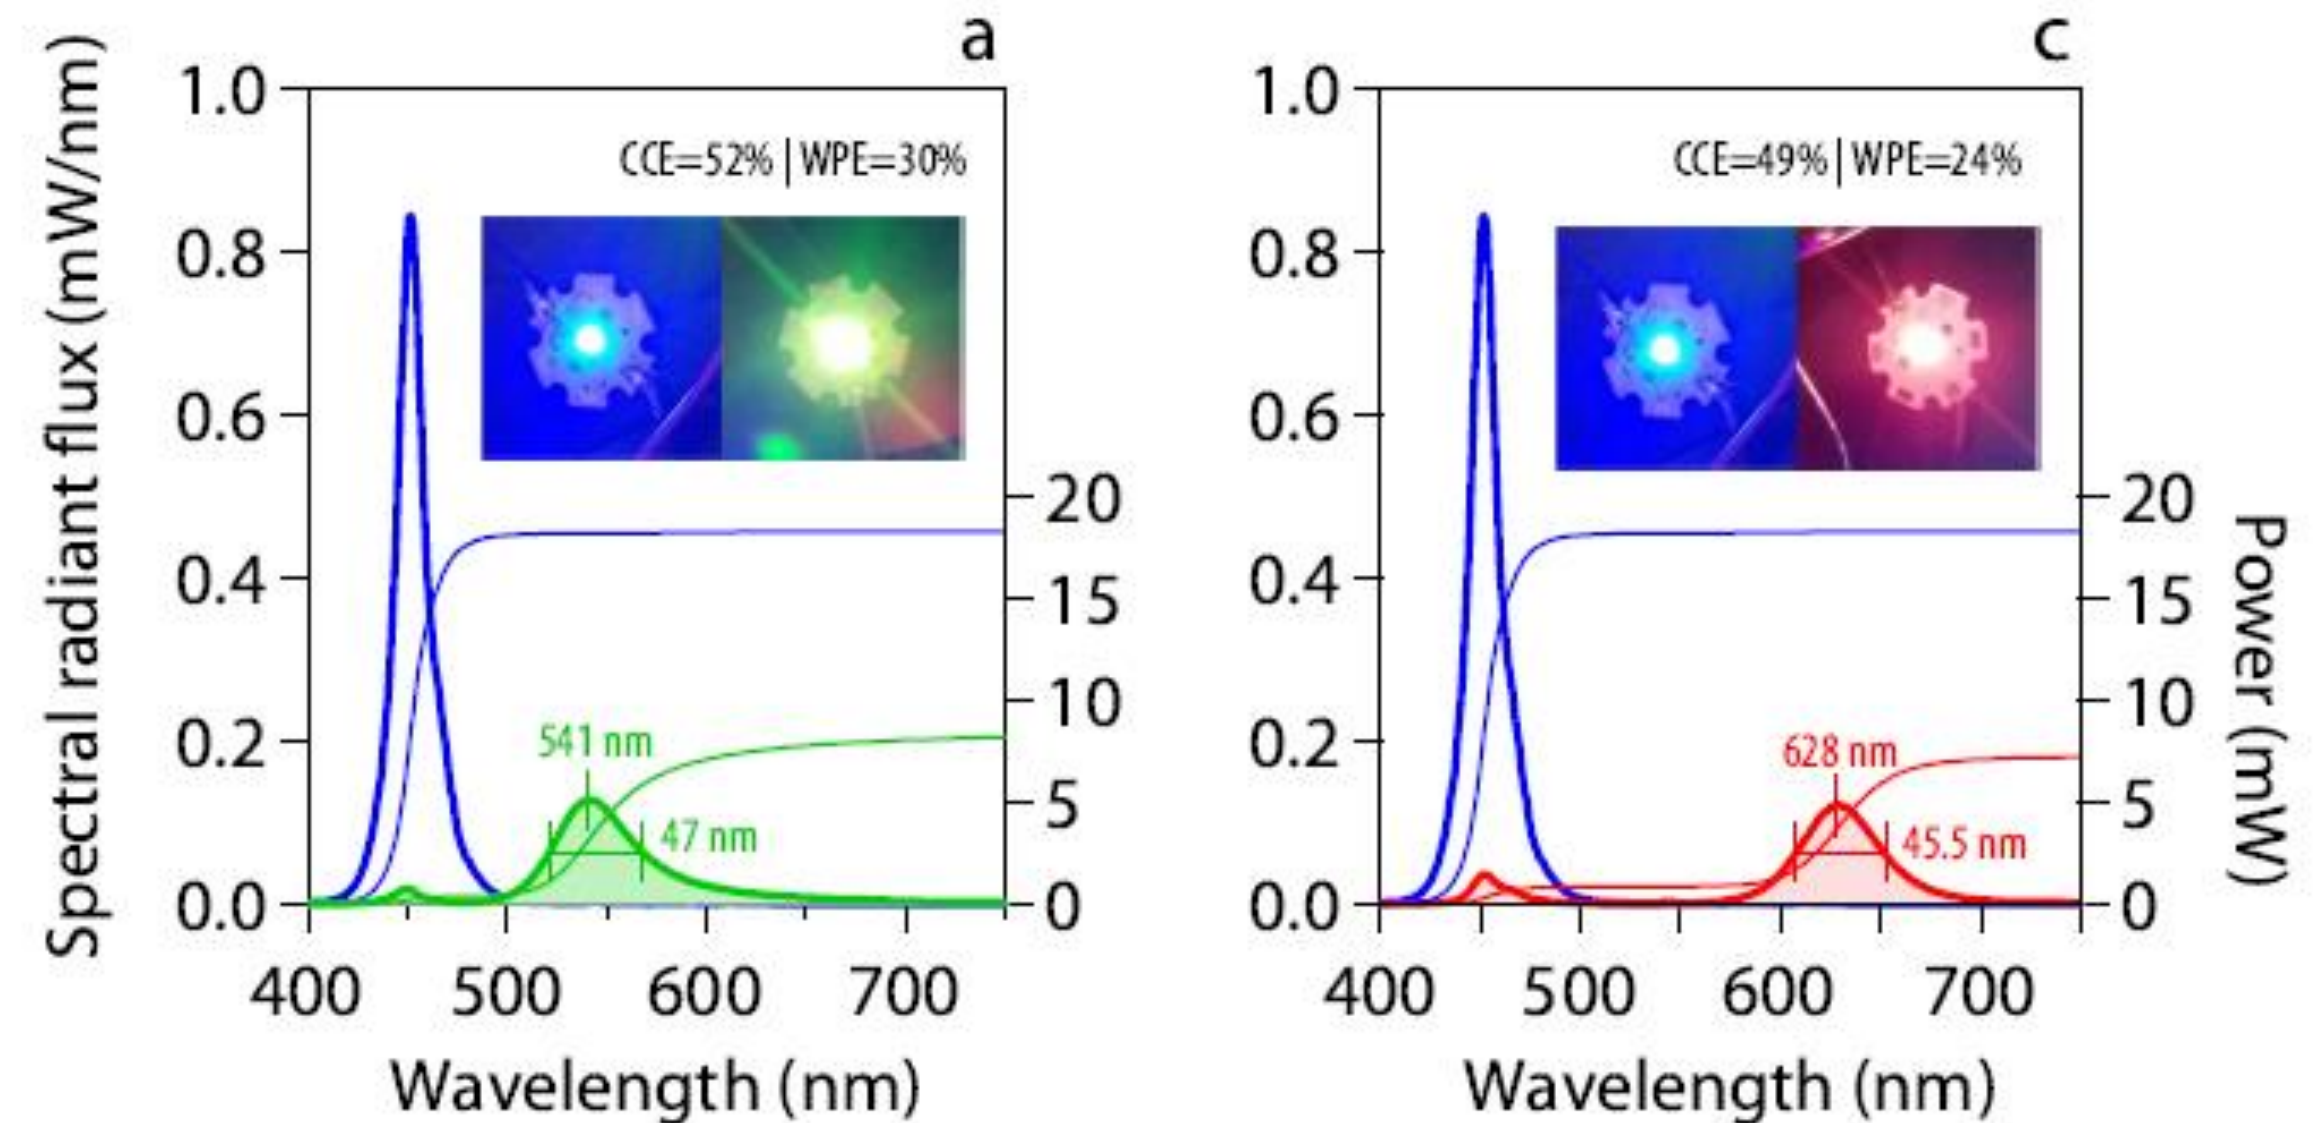 a
Spectral radiant flux (mW/nm)
1.0
0.8
0.6
0.4
0.2
0.0
CCE=52% | WPE=30%
20
15
10
5
0
541 nm
47 nm
400 500 600 700
Wavelength (nm)
c
1.0
0.8
0.6
0.4
0.2
0.0
CCE=49% | WPE=24%
20
15
10
5
0
Power (mW)
628 nm
45.5 nm
400 500 600 700
Wavelength (nm)